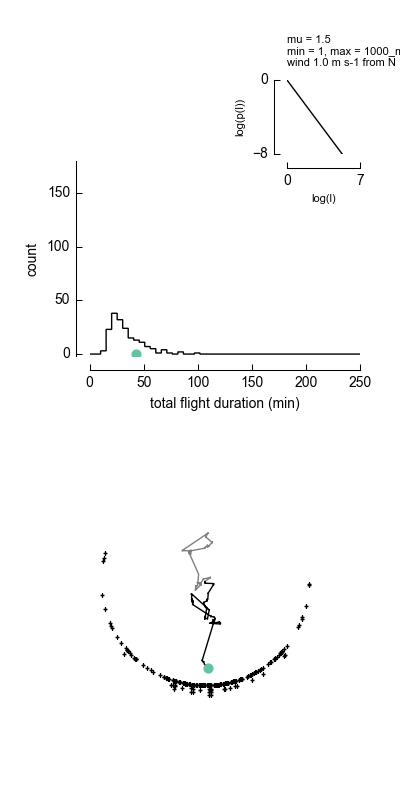 mu = 1.5
min = 1, max = 1000_m
wind 1.0 m s-1 from N
0
log(p(l))
−8
0 7
log(l)
150
100
50
0
count
0 50 100 150 200 250
total flight duration (min)